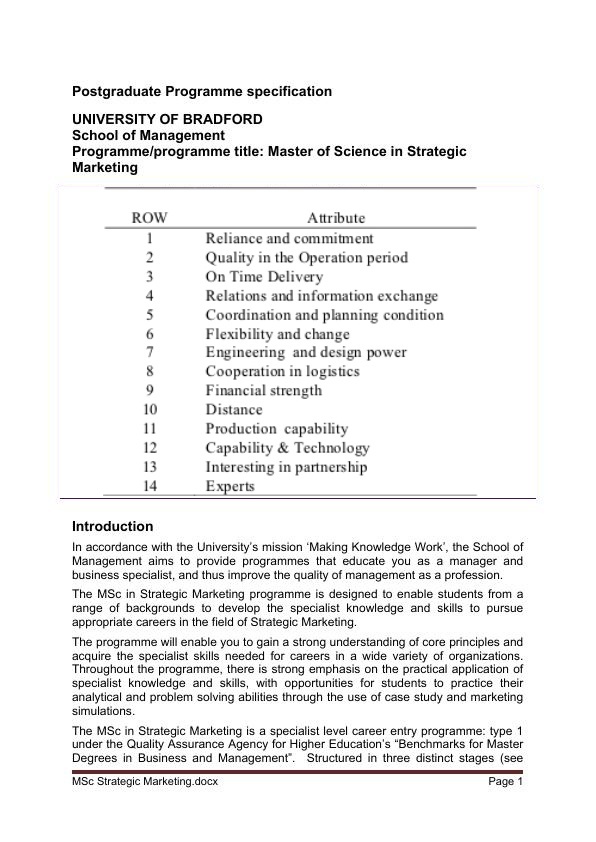 Postgraduate Programme specification
UNIVERSITY OF BRADFORD
School of Management
Programme/programme title: Master of Science in Strategic
Marketing
ROW Attribute
1 Reliance and commitment
2 Quality in the Operation period
3 On Time Delivery
4 Relations and information exchange
5 Coordination and planning condition
6 Flexibility and change
7 Engineering and design power
8 Cooperation in logistics
9 Financial strength
10 Distance
11 Production capability
12 Capability & Technology
13 Interesting in partnership
14 Experts
Introduction
In accordance with the University's mission 'Making Knowledge Work', the School of
Management aims to provide programmes that educate you as a manager and
business specialist, and thus improve the quality of management as a profession.
The MSc in Strategic Marketing programme is designed to enable students from a
range of backgrounds to develop the specialist knowledge and skills to pursue
appropriate careers in the field of Strategic Marketing.
The programme will enable you to gain a strong understanding of core principles and
acquire the specialist skills needed for careers in a wide variety of organizations.
Throughout the programme, there is strong emphasis on the practical application of
specialist knowledge and skills, with opportunities for students to practice their
analytical and problem solving abilities through the use of case study and marketing
simulations.
The MSc in Strategic Marketing is a specialist level career entry programme: type 1
under the Quality Assurance Agency for Higher Education's “Benchmarks for Master
Degrees in Business and Management”. Structured in three distinct stages (see
MSc Strategic Marketing.docx Page 1